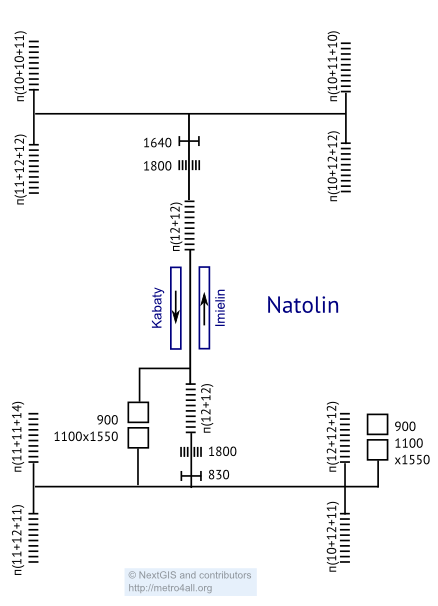 п(10+10+11)
п(10+11+10)
п(11+12+12)
п(10+12+12)
1640
1800
п(12+12)
Kabaty
Imielin
Natolin
п(12+12)
900
1100x1550
п(11+11+14)
п(12+12+12)
900
1100
x1550
1800
830
п(11+12+11)
п(10+12+11)
© NextGIS and contributors
http://metro4all.org